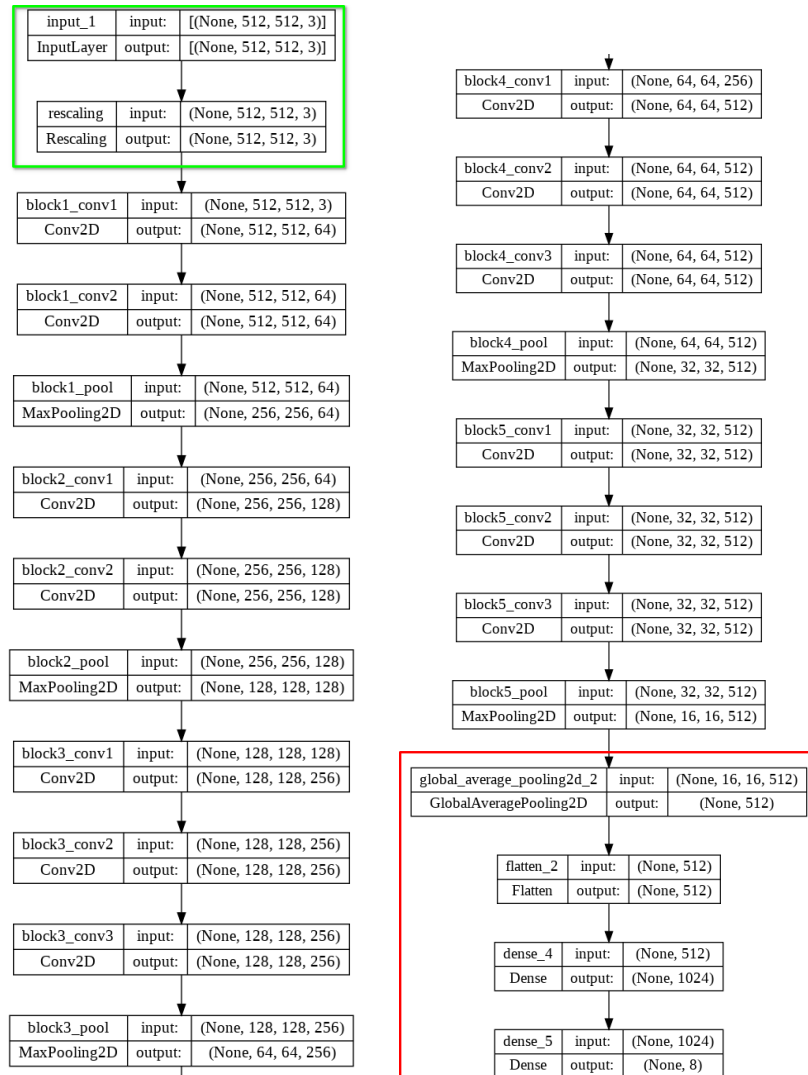 input_1 input: [(None, 512, 512, 3)]
InputLayer output: [(None, 512, 512, 3)]
rescaling input: (None, 512, 512, 3)
Rescaling output: (None, 512, 512, 3)
block1_conv1 input: (None, 512, 512, 3)
Conv2D output: (None, 512, 512, 64)
block1_conv2 input: (None, 512, 512, 64)
Conv2D output: (None, 512, 512, 64)
block1_pool input: (None, 512, 512, 64)
MaxPooling2D output: (None, 256, 256, 64)
block2_conv1 input: (None, 256, 256, 64)
Conv2D output: (None, 256, 256, 128)
block2_conv2 input: (None, 256, 256, 128)
Conv2D output: (None, 256, 256, 128)
block2_pool input: (None, 256, 256, 128)
MaxPooling2D output: (None, 128, 128, 128)
block3_conv1 input: (None, 128, 128, 128)
Conv2D output: (None, 128, 128, 256)
block3_conv2 input: (None, 128, 128, 256)
Conv2D output: (None, 128, 128, 256)
block3_conv3 input: (None, 128, 128, 256)
Conv2D output: (None, 128, 128, 256)
block3_pool input: (None, 128, 128, 256)
MaxPooling2D output: (None, 64, 64, 256)
block4_conv1 input: (None, 64, 64, 256)
Conv2D output: (None, 64, 64, 512)
block4_conv2 input: (None, 64, 64, 512)
Conv2D output: (None, 64, 64, 512)
block4_conv3 input: (None, 64, 64, 512)
Conv2D output: (None, 64, 64, 512)
block4_pool input: (None, 64, 64, 512)
MaxPooling2D output: (None, 32, 32, 512)
block5_conv1 input: (None, 32, 32, 512)
Conv2D output: (None, 32, 32, 512)
block5_conv2 input: (None, 32, 32, 512)
Conv2D output: (None, 32, 32, 512)
block5_conv3 input: (None, 32, 32, 512)
Conv2D output: (None, 32, 32, 512)
block5_pool input: (None, 32, 32, 512)
MaxPooling2D output: (None, 16, 16, 512)
global_average_pooling2d_2 input: (None, 16, 16, 512)
GlobalAveragePooling2D output: (None, 512)
flatten_2 input: (None, 512)
Flatten output: (None, 512)
dense_4 input: (None, 512)
Dense output: (None, 1024)
dense_5 input: (None, 1024)
Dense output: (None, 8)